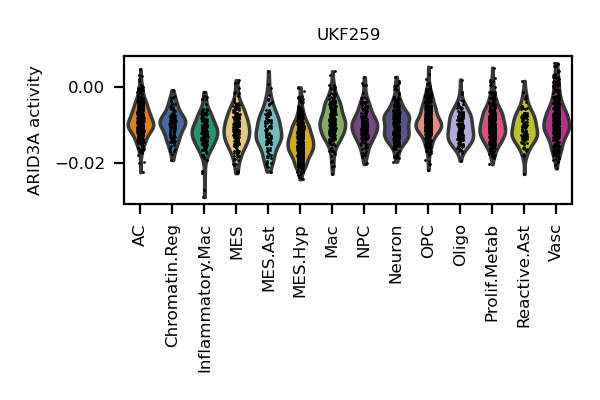 UKF259
ARID3A activity
0.00
−0.02
AC
Chromatin.Reg
Inflammatory.Mac
MES
MES.Ast
MES.Hyp
Mac
NPC
Neuron
OPC
Oligo
Prolif.Metab
Reactive.Ast
Vasc